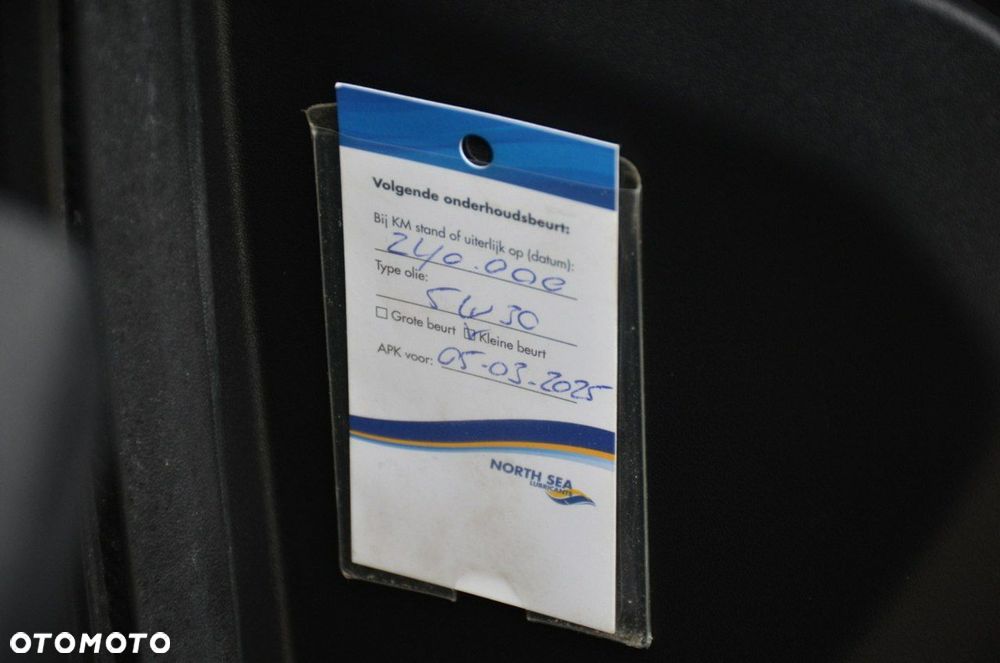 Volgende onderhoudsbeurt:
Bij KM stand of uiterlijk op (datum):
240.000
Type olie:
5W30
Grote beurt Kleine beurt
APK voor: 05-03-2025
NORTH SEA
LUBRICANTS
OTOMOTO